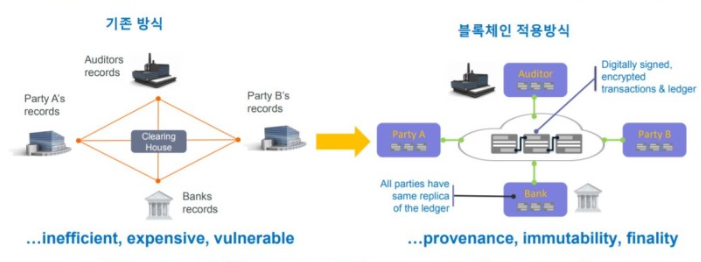 기존 방식
Auditors
records
Party A's
records
Party B's
records
Clearing
House
Banks
records
...inefficient, expensive, vulnerable
블록체인 적용방식
Digitally signed,
encrypted
transactions & ledger
Auditor
Party A
Party B
All parties have
same replica
of the ledger
Bank
...provenance, immutability, finality